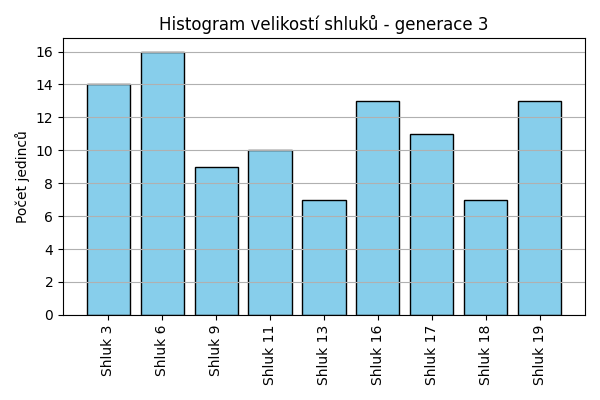 Histogram velikostí shluků - generace 3
Počet jedinců
16
14
12
10
8
6
4
2
0
Shluk 3
Shluk 6
Shluk 9
Shluk 11
Shluk 13
Shluk 16
Shluk 17
Shluk 18
Shluk 19